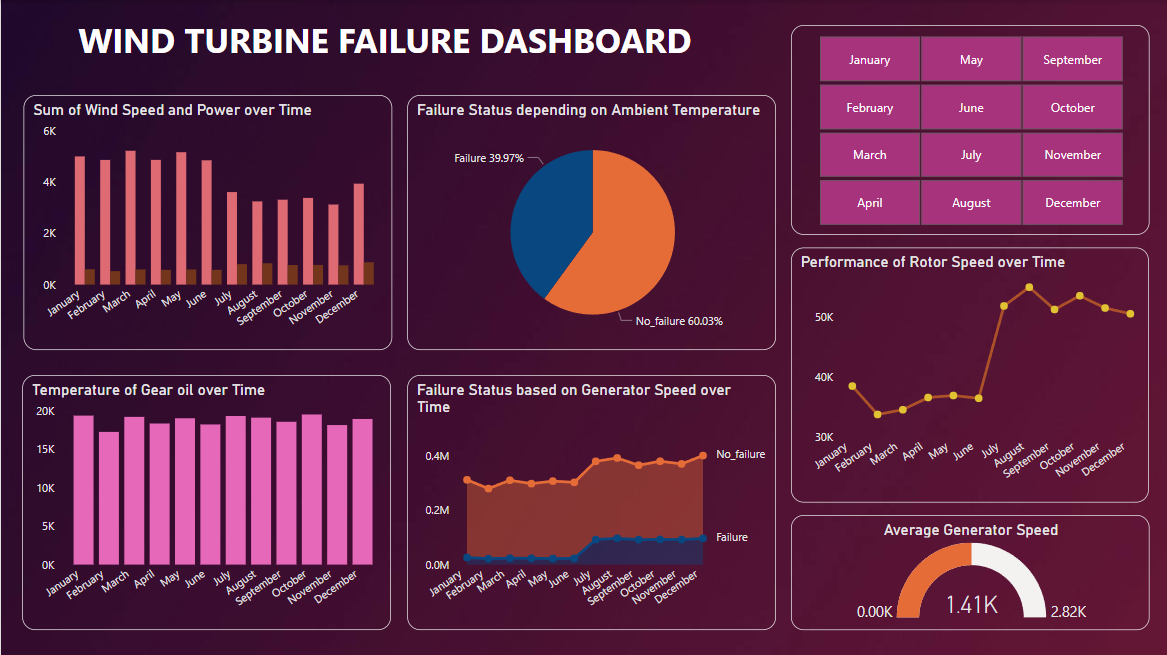 WIND TURBINE FAILURE DASHBOARD
January May September
February June October
March July November
April August December
Sum of Wind Speed and Power over Time
6K
4K
2K
0K
January February March April May June July August September October November December
Failure Status depending on Ambient Temperature
Failure 39.97%
No_failure 60.03%
Performance of Rotor Speed over Time
50K
40K
30K
January February March April May June July August September October November December
Temperature of Gear oil over Time
20K
15K
10K
5K
0K
January February March April May June July August September October November December
Failure Status based on Generator Speed over
Time
0.4M
0.2M
0.0M
No_failure
Failure
January February March April May June July August September October November December
Average Generator Speed
0.00K 1.41K 2.82K